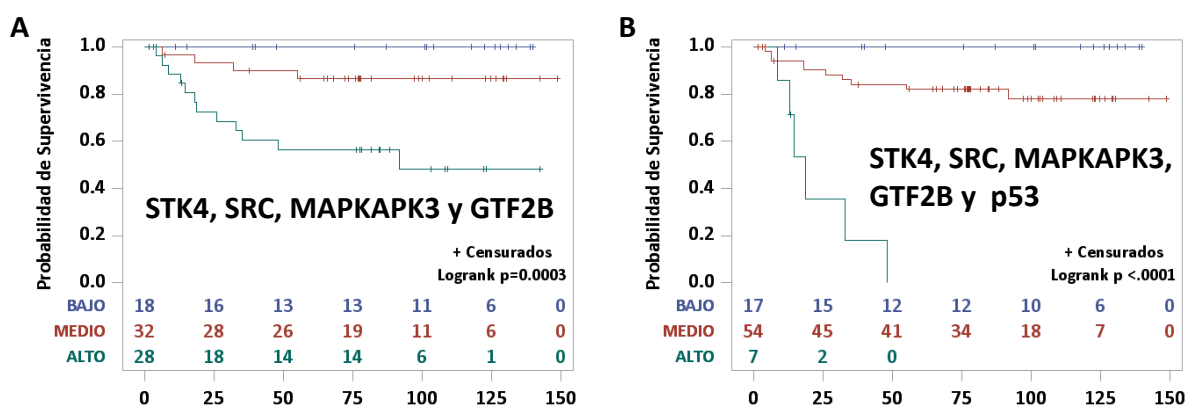 A
Probabilidad de Supervivencia
1.0
0.8
0.6
0.4
0.2
0.0
STK4, SRC, MAPKAPK3 y GTF2B
+ Censurados
Logrank p=0.0003
BAJO 18 16 13 13 11 6 0
MEDIO 32 28 26 19 11 6 0
ALTO 28 18 14 14 6 1 0
0 25 50 75 100 125 150
B
Probabilidad de Supervivencia
1.0
0.8
0.6
0.4
0.2
0.0
STK4, SRC, MAPKAPK3,
GTF2B y p53
+ Censurados
Logrank p <.0001
BAJO 17 15 12 12 10 6 0
MEDIO 54 45 41 34 18 7 0
ALTO 7 2 0
0 25 50 75 100 125 150